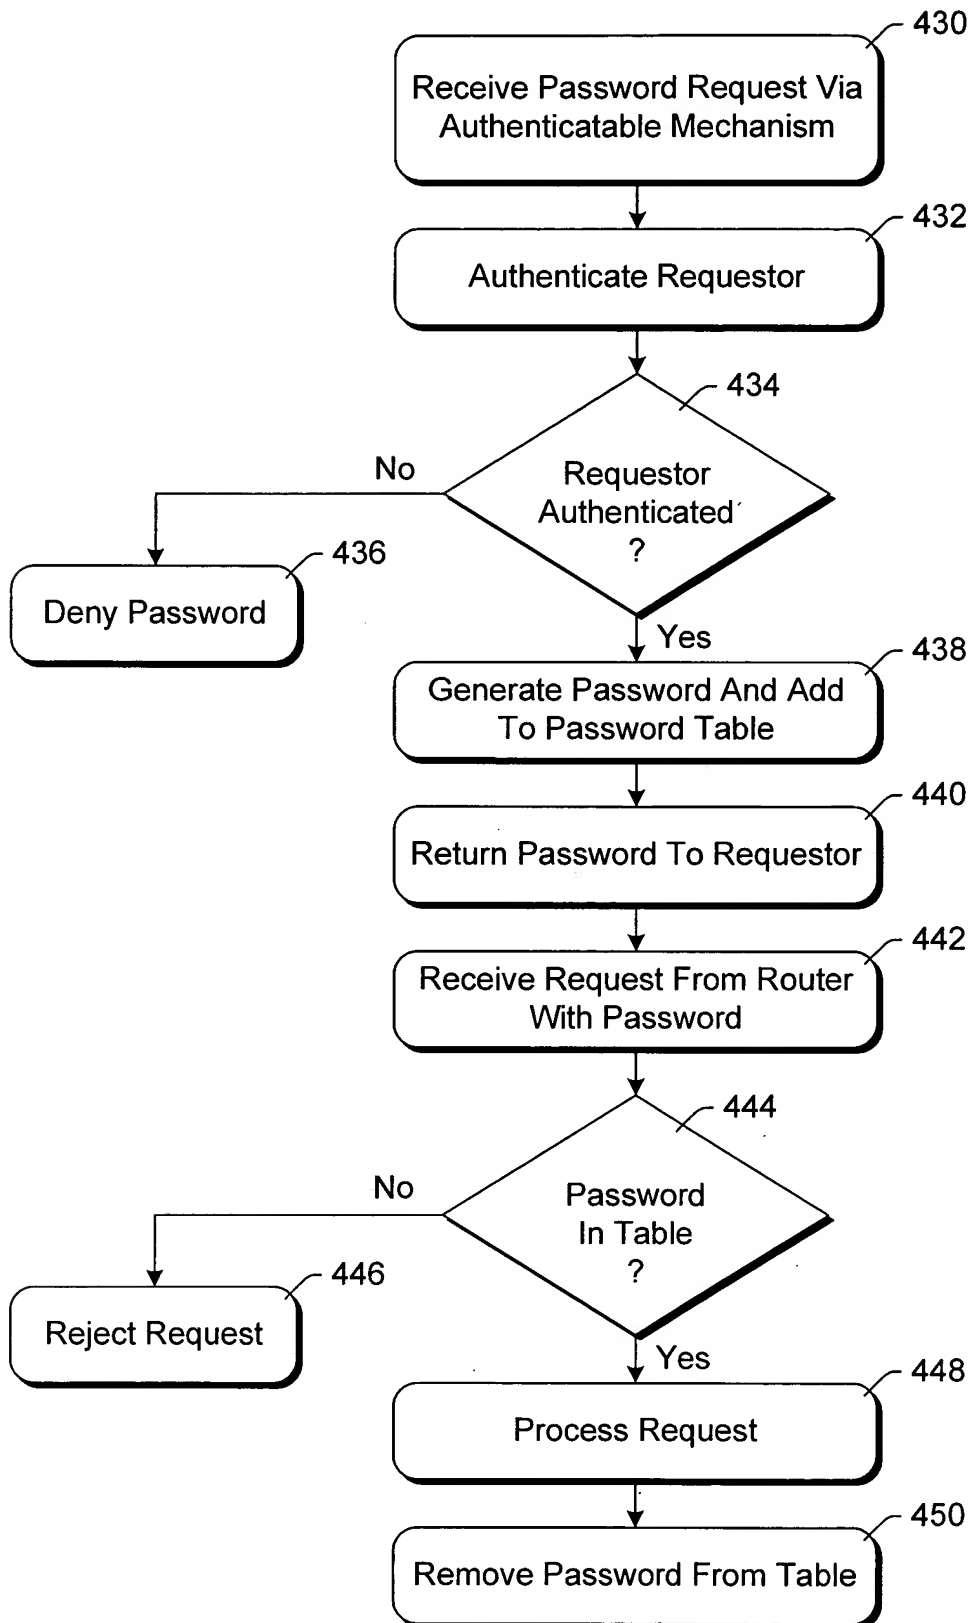 430
Receive Password Request Via
Authenticatable Mechanism
432
Authenticate Requestor
434
No
Requestor
Authenticated
?
436
Deny Password
Yes
438
Generate Password And Add
To Password Table
440
Return Password To Requestor
442
Receive Request From Router
With Password
444
No
Password
In Table
?
446
Reject Request
Yes
448
Process Request
450
Remove Password From Table